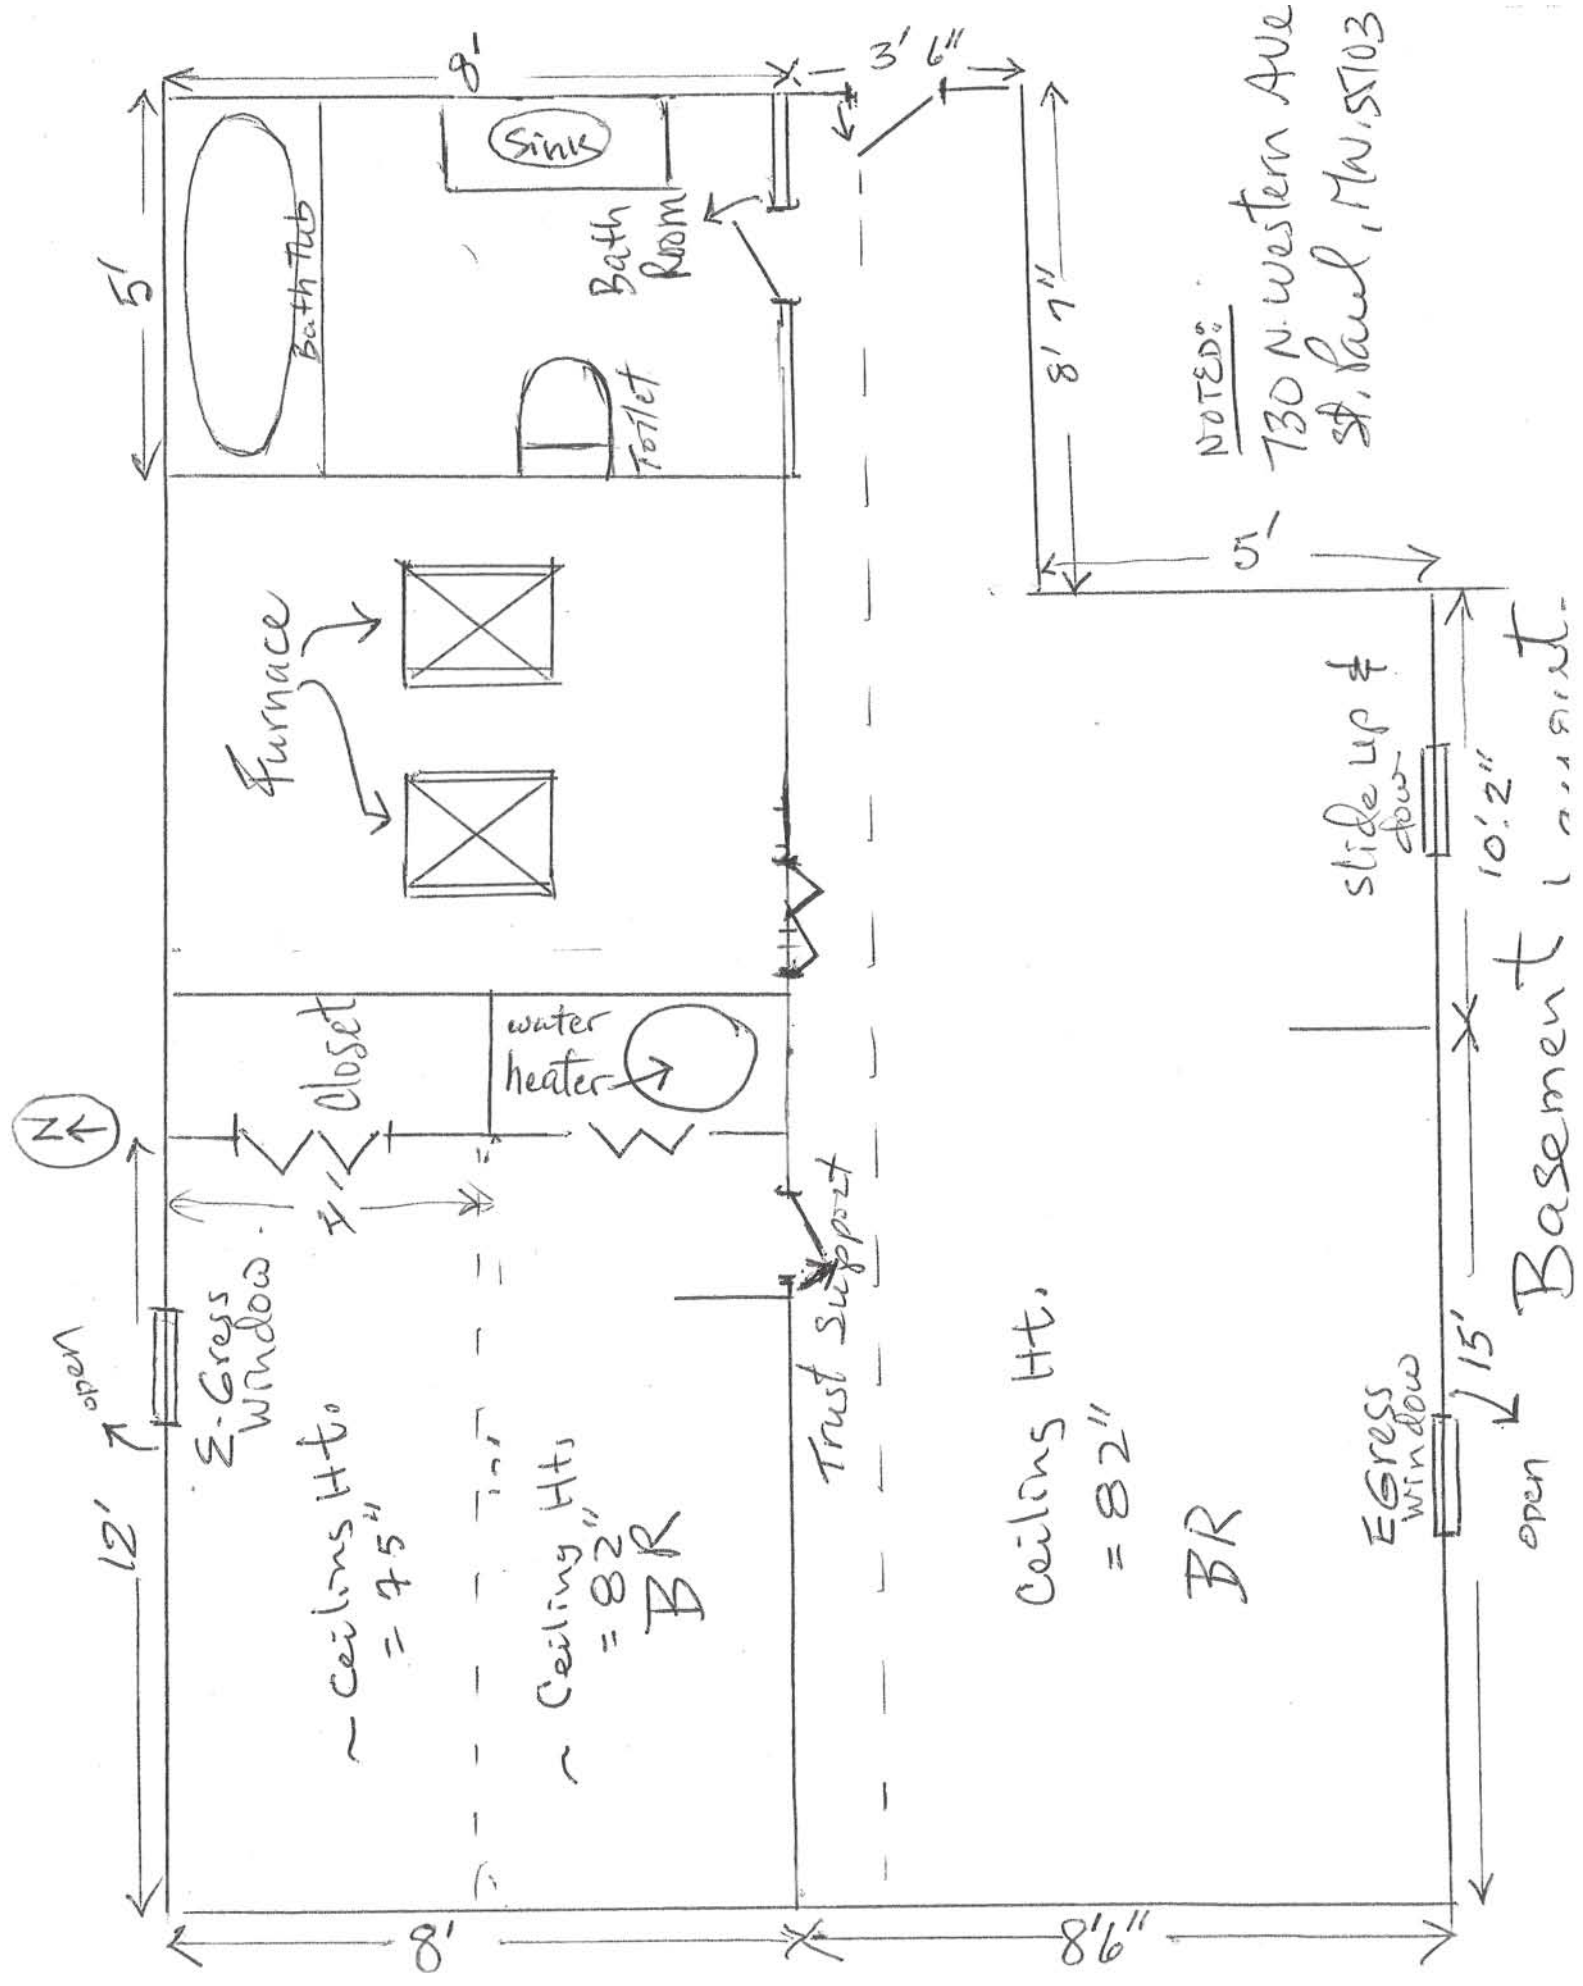 N
8'
3' 6"
5'
Bath Tub
Sink
Bath
Room
Toilet
8' 7"
NOTED:
730 N. Western Ave
St. Paul, MN. 55103
Furnace
5'
slide up &
dow
10' 2"
Closet
water
heater
open
E-Gress
Window
12'
~ Ceiling Ht.
= 75"
~ Ceiling Ht.
= 82"
BR
Trust Support
Ceiling Ht.
= 82"
BR
EGress
window
15'
open
8'
8'6"
Basement